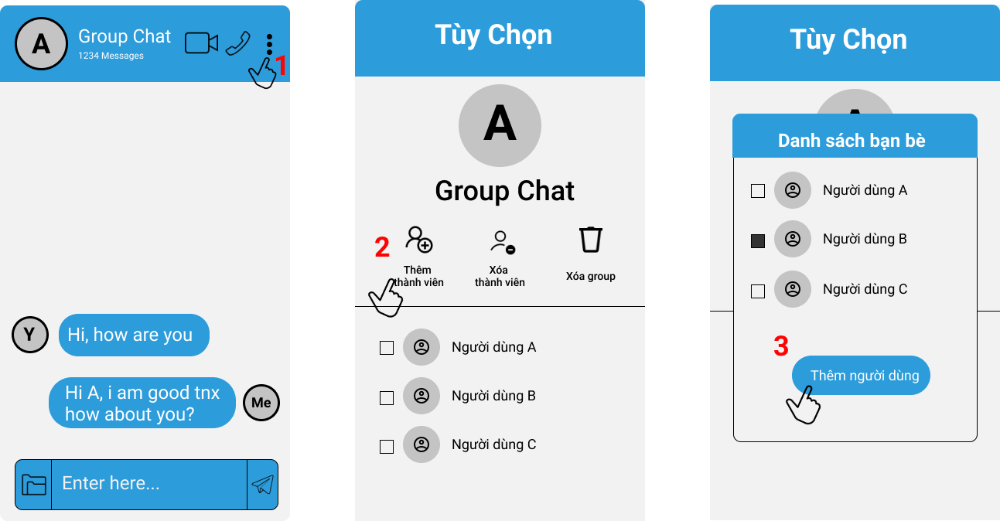 A
Group Chat
1234 Messages
1
Y
Hi, how are you
Hi A, i am good tnx
how about you?
Me
Enter here...
Tùy Chọn
A
Group Chat
2
Thêm
thành viên
Xóa
thành viên
Xóa group
Người dùng A
Người dùng B
Người dùng C
Tùy Chọn
A
Danh sách bạn bè
Người dùng A
Người dùng B
Người dùng C
3
Thêm người dùng